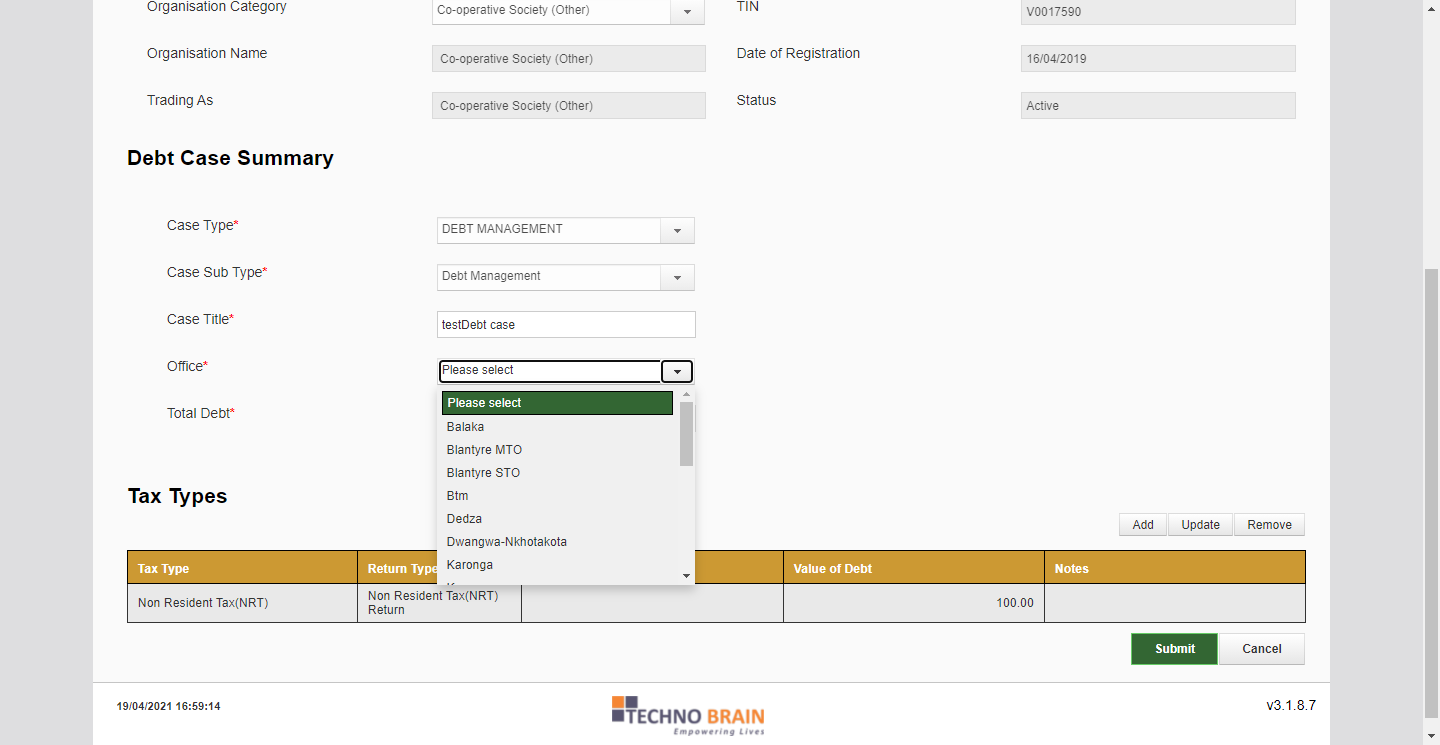 Organisation Category Co-operative Society (Other) TIN V0017590
Organisation Name Co-operative Society (Other) Date of Registration 16/04/2019
Trading As Co-operative Society (Other) Status Active
Debt Case Summary
Case Type* DEBT MANAGEMENT
Case Sub Type* Debt Management
Case Title* testDebt case
Office* Please select
Please select
Total Debt*
Balaka
Blantyre MTO
Blantyre STO
Btm
Dedza
Dwangwa-Nkhotakota
Karonga
Tax Types
Add Update Remove
Tax Type Return Type Value of Debt Notes
Non Resident Tax(NRT) Non Resident Tax(NRT) 100.00
Return
Submit Cancel
19/04/2021 16:59:14 TECHNO BRAIN v3.1.8.7
Empowering Lives